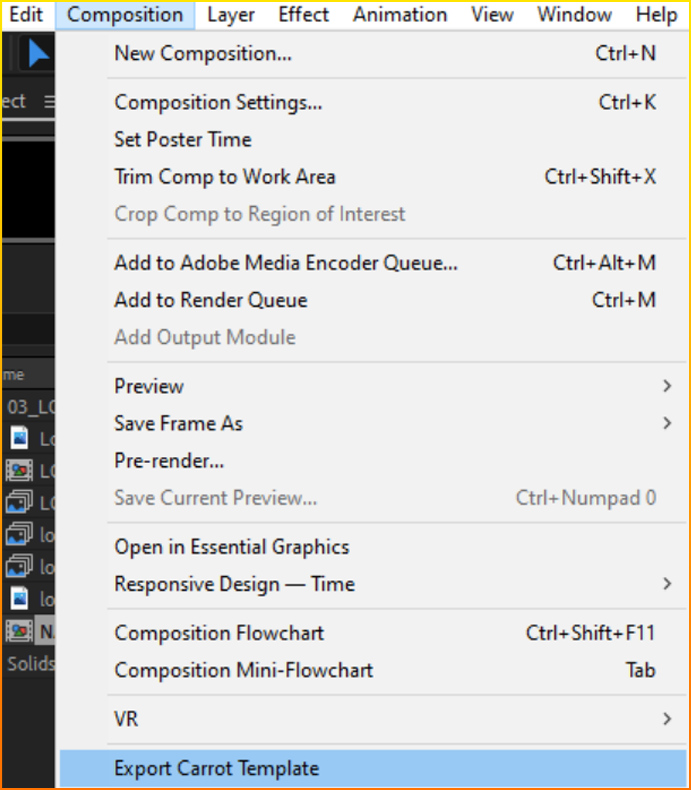 Edit Composition Layer Effect Animation View Window Help
New Composition... Ctrl+N
ect
Composition Settings... Ctrl+K
Set Poster Time
Trim Comp to Work Area Ctrl+Shift+X
Crop Comp to Region of Interest
Add to Adobe Media Encoder Queue... Ctrl+Alt+M
Add to Render Queue Ctrl+M
Add Output Module
me
Preview
03_LO
Save Frame As
Lo
Pre-render...
LO
Save Current Preview... Ctrl+Numpad 0
LO
lo
Open in Essential Graphics
lo
Responsive Design — Time
lo
Composition Flowchart Ctrl+Shift+F11
N
Solids
Composition Mini-Flowchart Tab
VR
Export Carrot Template